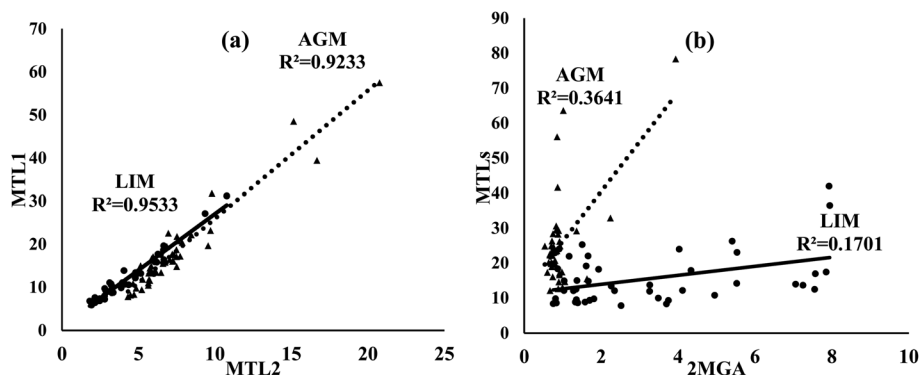 (a)
AGM
R²=0.9233
LIM
R²=0.9533
MTL1
70
60
50
40
30
20
10
0
0 5 10 15 20 25
MTL2
(b)
AGM
R²=0.3641
LIM
R²=0.1701
MTLs
90
80
70
60
50
40
30
20
10
0
0 2 4 6 8 10
2MGA